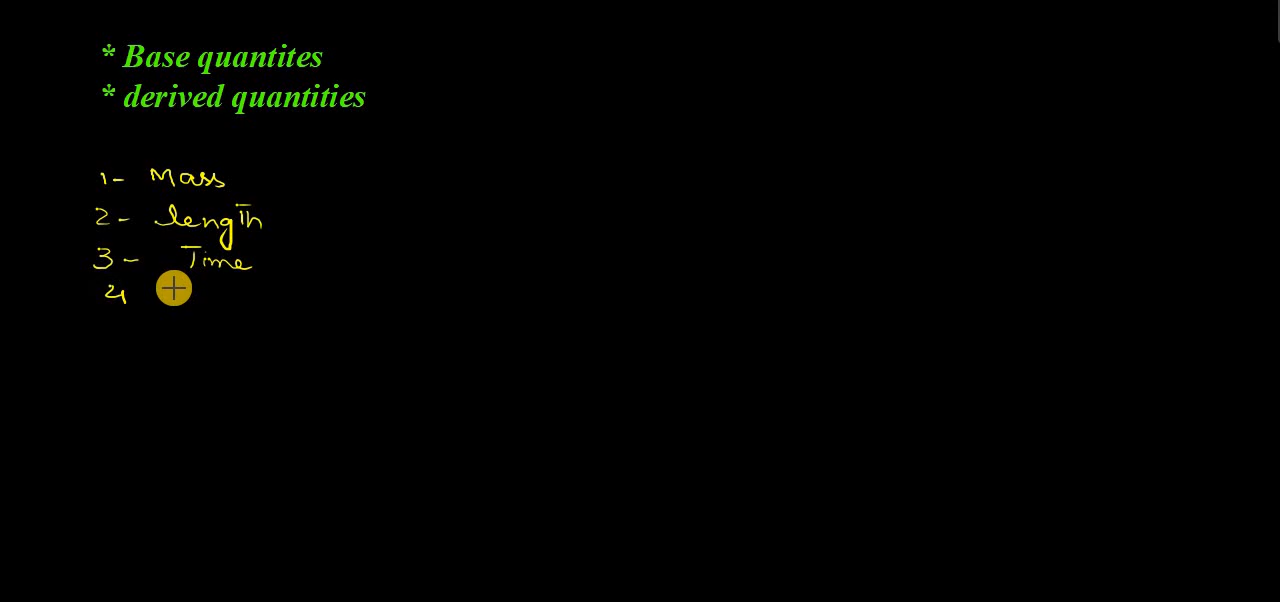 * Base quantites
* derived quantities
1- Mass
2- length
3- Time
4